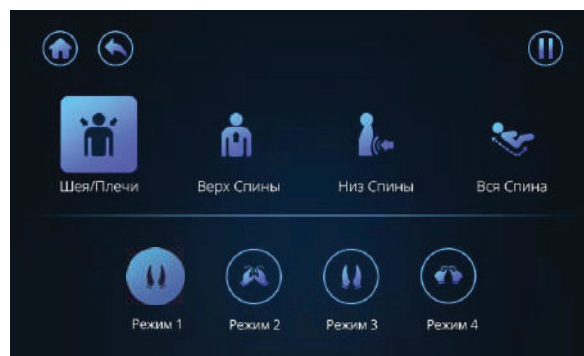 Шея/Плечи
Верх Спины
Низ Спины
Вся Спина
Режим 1
Режим 2
Режим 3
Режим 4